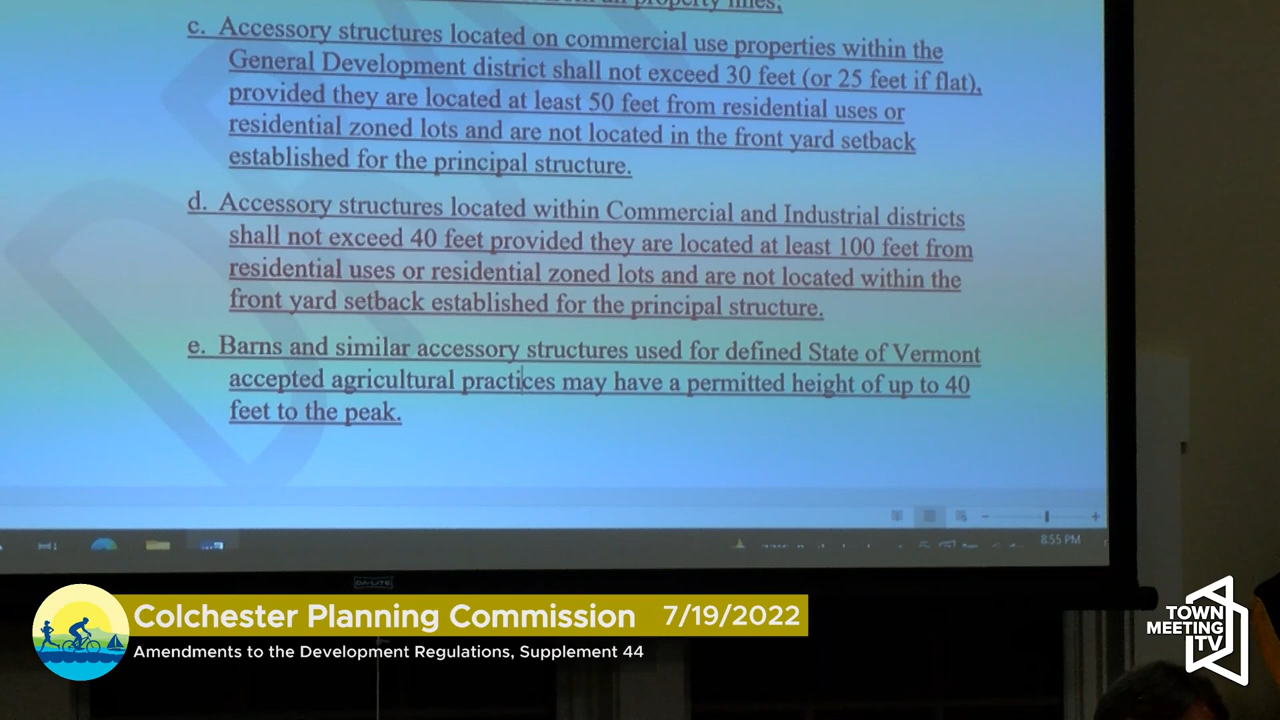 property lines;
c. Accessory structures located on commercial use properties within the
General Development district shall not exceed 30 feet (or 25 feet if flat),
provided they are located at least 50 feet from residential uses or
residential zoned lots and are not located in the front yard setback
established for the principal structure.
d. Accessory structures located within Commercial and Industrial districts
shall not exceed 40 feet provided they are located at least 100 feet from
residential uses or residential zoned lots and are not located within the
front yard setback established for the principal structure.
e. Barns and similar accessory structures used for defined State of Vermont
accepted agricultural practices may have a permitted height of up to 40
feet to the peak.
8:55 PM
DA-LITE
Colchester Planning Commission 7/19/2022
Amendments to the Development Regulations, Supplement 44
TOWN
MEETING
TV